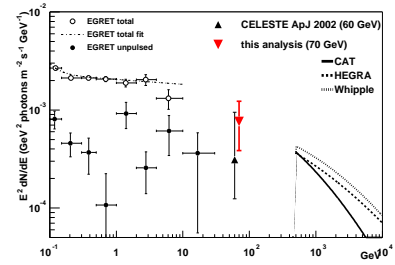 EGRET total
EGRET total fit
EGRET unpulsed
CELESTE ApJ 2002 (60 GeV)
this analysis (70 GeV)
CAT
HEGRA
Whipple
E² dN/dE (GeV² photons m⁻² s⁻¹ GeV⁻¹)
10⁻²
10⁻³
10⁻⁴
10⁻¹ 1 10 10² 10³ 10⁴
GeV